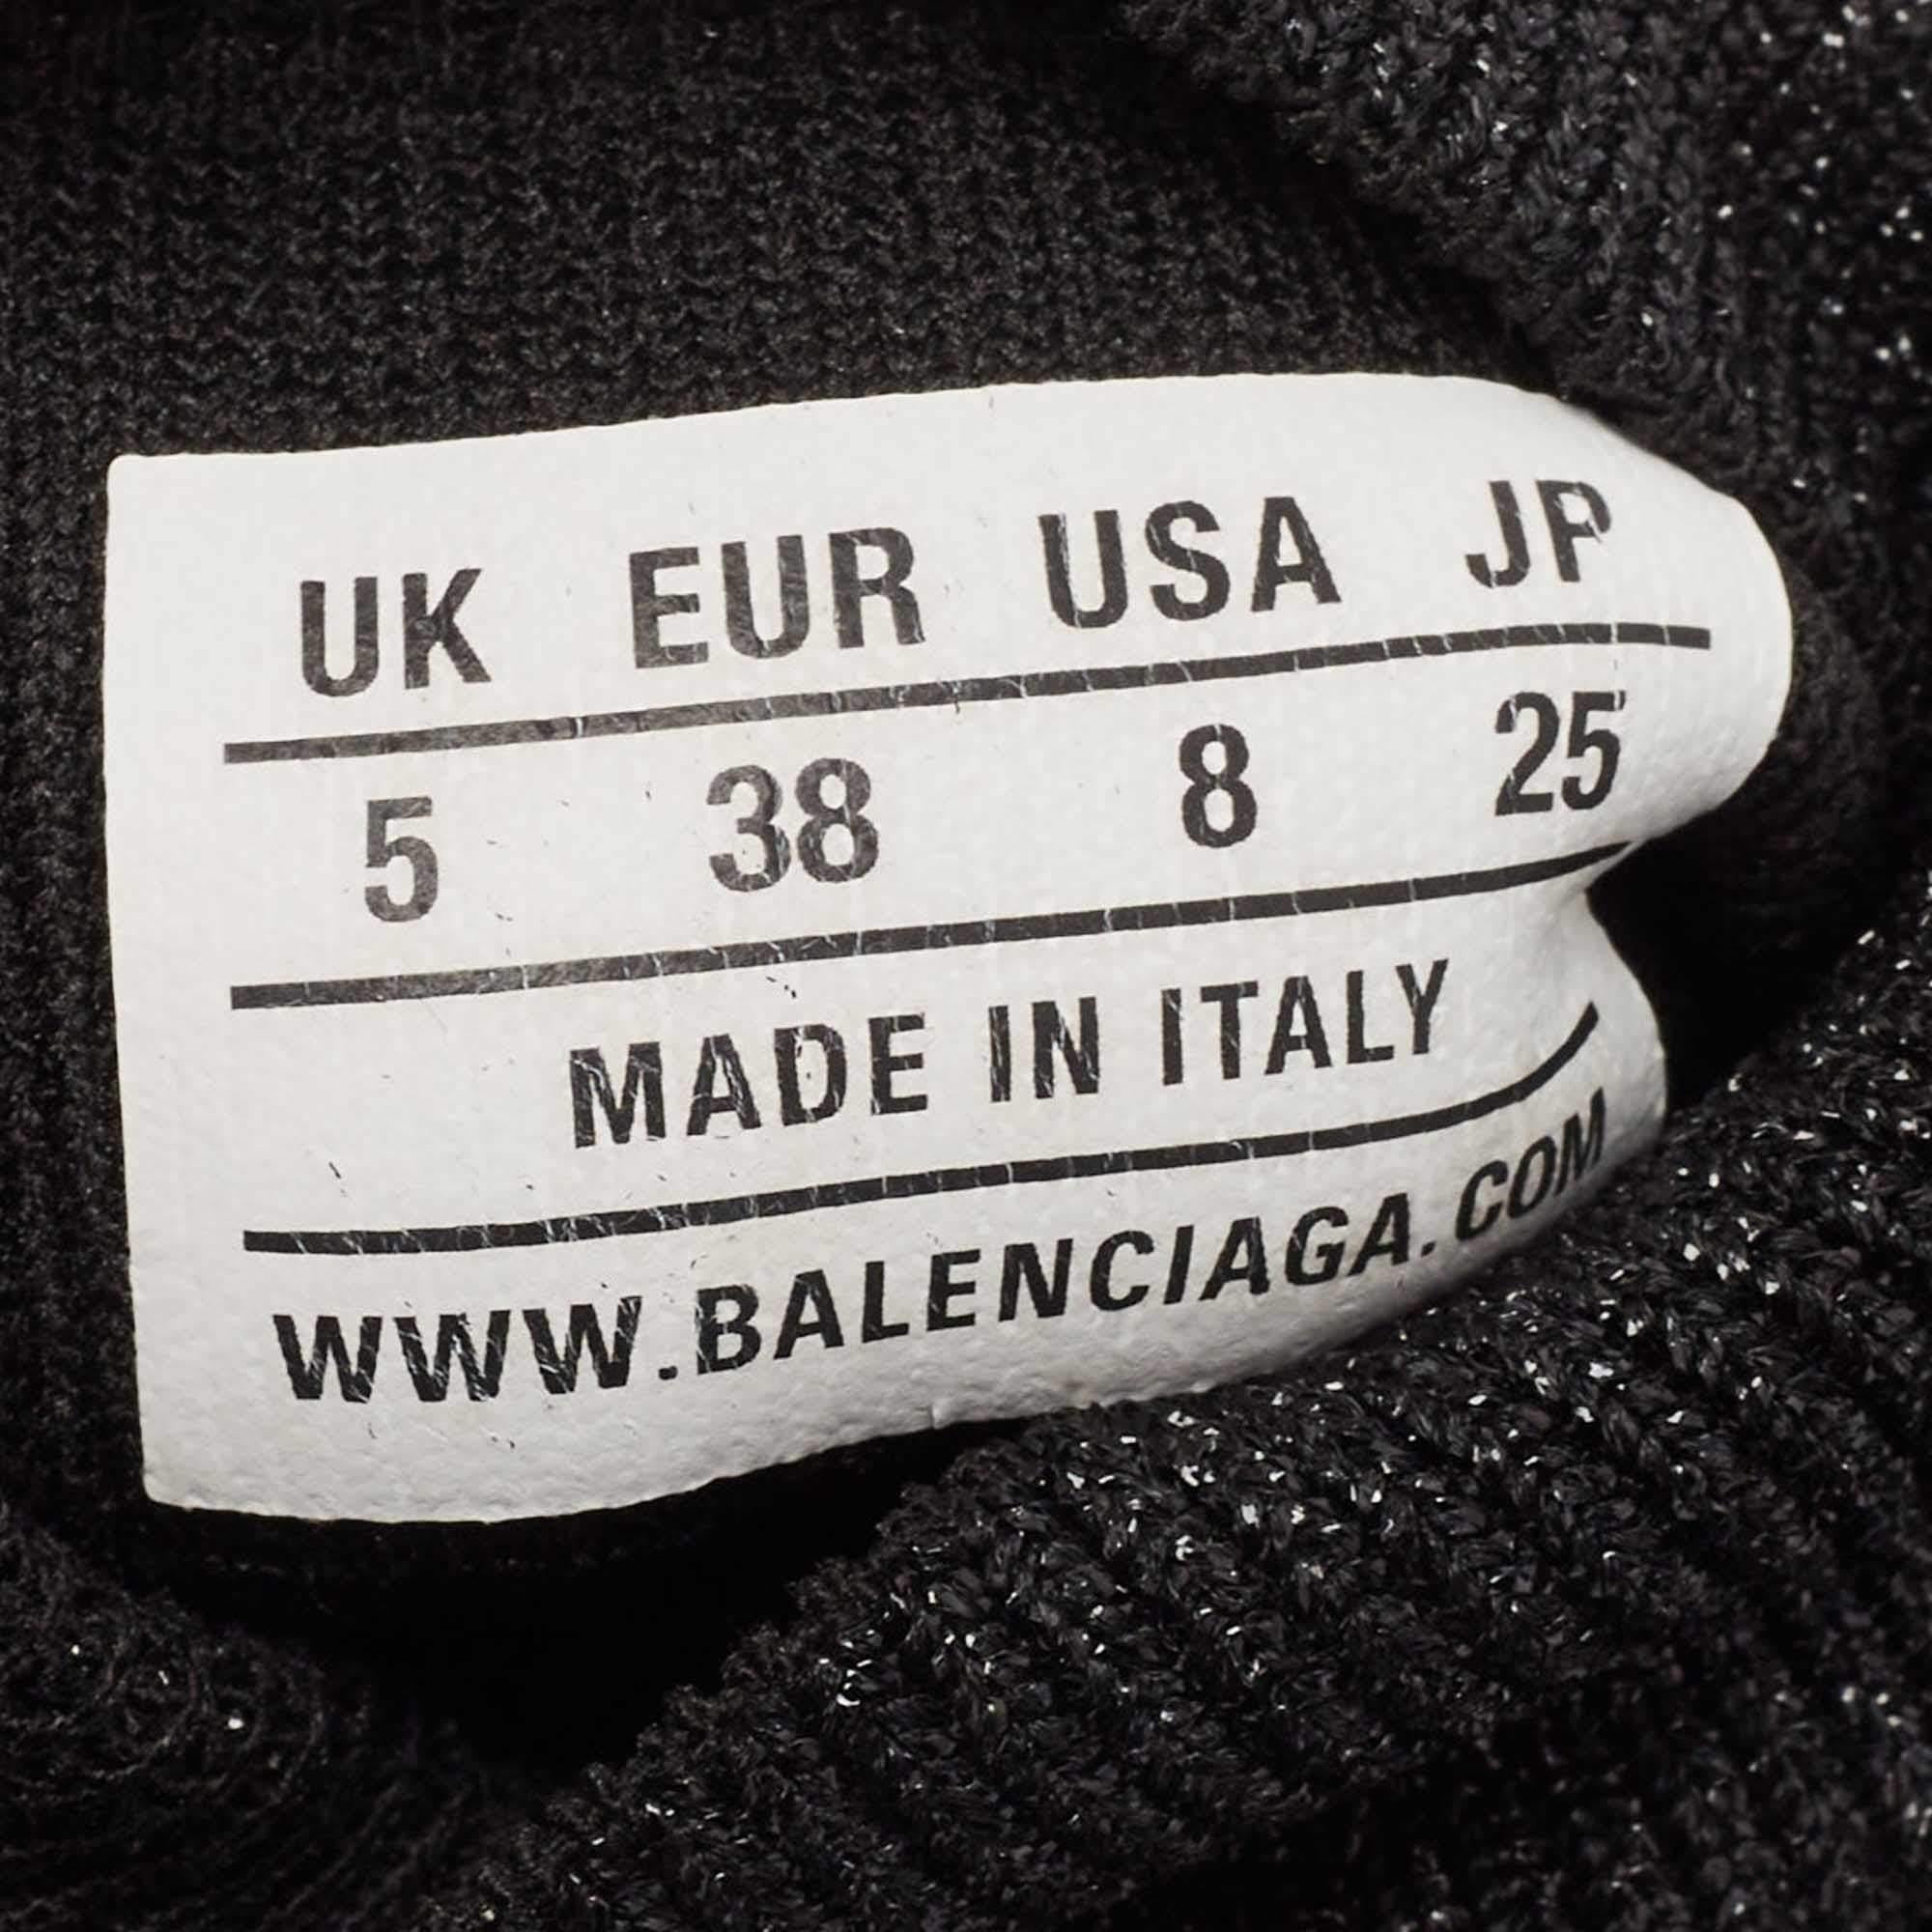 UK EUR USA JP
5 38 8 25
MADE IN ITALY
WWW.BALENCIAGA.COM